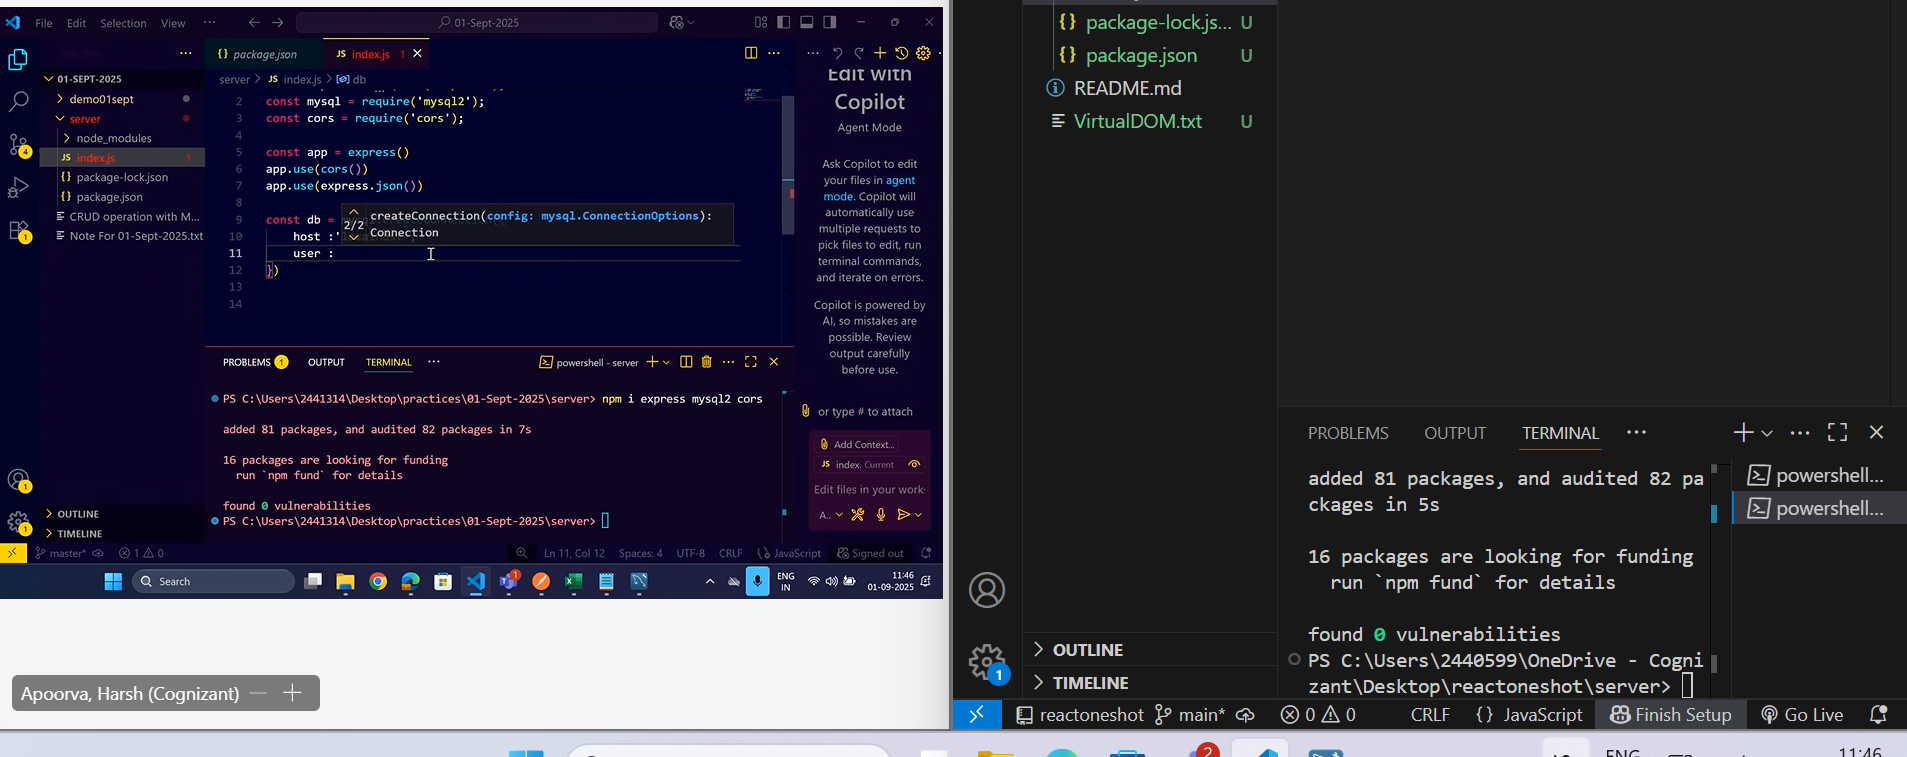 File Edit Selection View ··· 01-Sept-2025
01-SEPT-2025
demo01sept
server
node_modules
JS index.js 1
{} package-lock.json
{} package.json
CRUD operation with M...
Note For 01-Sept-2025.txt
OUTLINE
TIMELINE
{} package.json JS index.js 1
server > JS index.js > db
2 const mysql = require('mysql2');
3 const cors = require('cors');
4
5 const app = express()
6 app.use(cors())
7 app.use(express.json())
8
9 const db =
10 host :'localhost',
11 user :
12 })
13
14
2/2 createConnection(config: mysql.ConnectionOptions):
Connection
PROBLEMS 1 OUTPUT TERMINAL ··· powershell - server
PS C:\Users\2441314\Desktop\practices\01-Sept-2025\server> npm i express mysql2 cors
added 81 packages, and audited 82 packages in 7s
16 packages are looking for funding
run `npm fund` for details
found 0 vulnerabilities
PS C:\Users\2441314\Desktop\practices\01-Sept-2025\server>
Edit with
Copilot
Agent Mode
Ask Copilot to edit
your files in agent
mode. Copilot will
automatically use
multiple requests to
pick files to edit, run
terminal commands,
and iterate on errors.
Copilot is powered by
AI, so mistakes are
possible. Review
output carefully
before use.
or type # to attach
Add Context...
JS index. Current
Edit files in your work:
A..
4
1
1
1
master* 1 0 Ln 11, Col 12 Spaces: 4 UTF-8 CRLF {} JavaScript Signed out
Search
1
ENG
IN
11:46
01-09-2025
Apoorva, Harsh (Cognizant)
{} package-lock.js... U
{} package.json U
README.md
VirtualDOM.txt U
OUTLINE
TIMELINE
1
PROBLEMS OUTPUT TERMINAL ···
added 81 packages, and audited 82 pa
ckages in 5s
16 packages are looking for funding
run `npm fund` for details
found 0 vulnerabilities
PS C:\Users\2440599\OneDrive - Cogni
zant\Desktop\reactoneshot\server>
powershell...
powershell...
reactoneshot main* 0 0 CRLF {} JavaScript Finish Setup Go Live
2
ENG
11:46